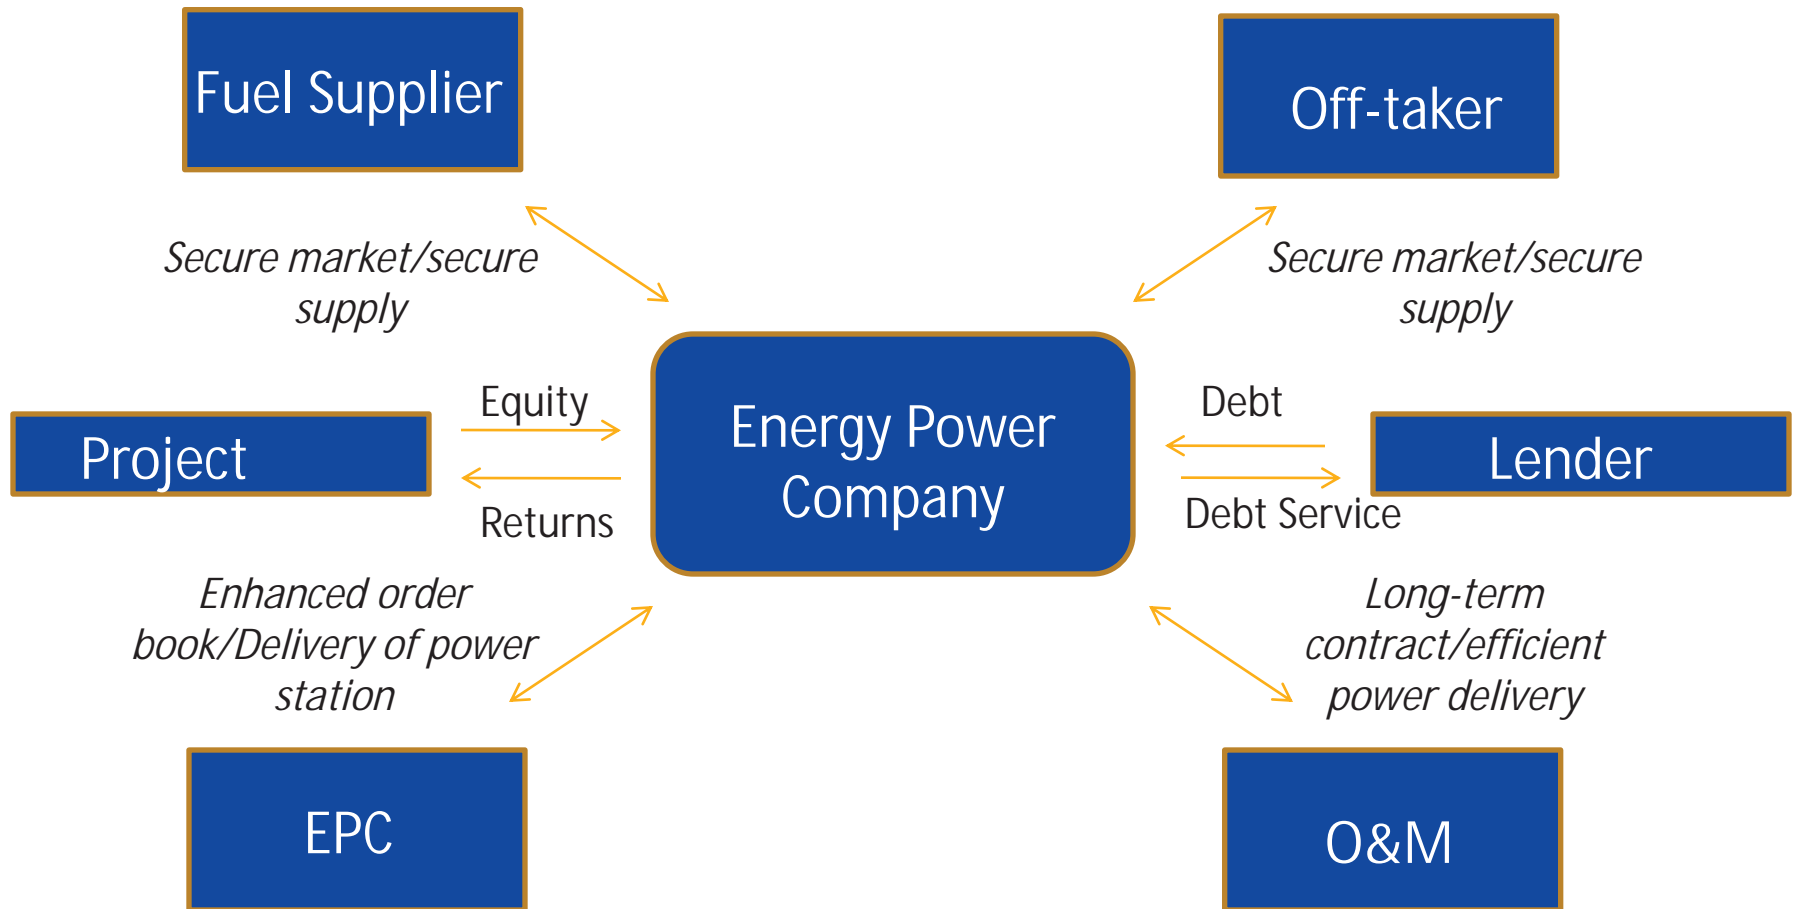 Fuel Supplier
Off-taker
Secure market/secure
supply
Secure market/secure
supply
Equity
Debt
Project
Energy Power
Company
Lender
Returns
Debt Service
Enhanced order
book/Delivery of power
station
Long-term
contract/efficient
power delivery
EPC
O&M